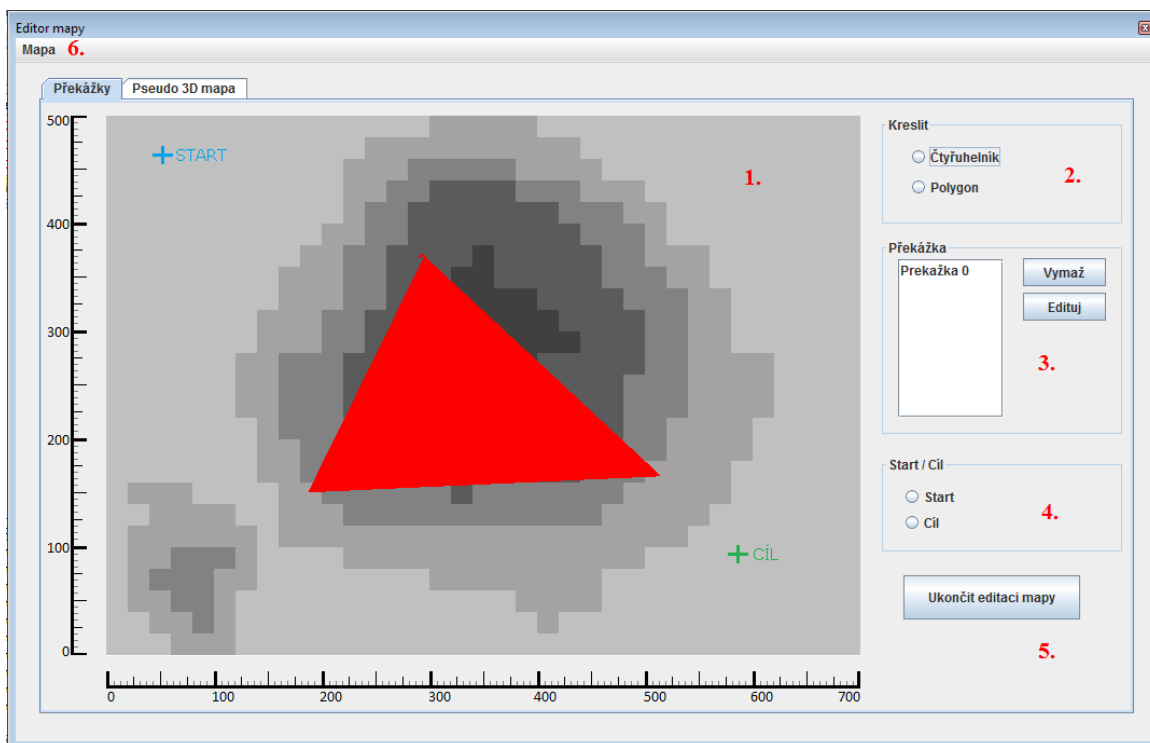 Editor mapy
Mapa 6.
Překážky Pseudo 3D mapa
500
400
300
200
100
0
0 100 200 300 400 500 600 700
START
1.
CÍL
Kreslit
Čtyřuhelník
Polygon
2.
Překážka
Prekažka 0
Vymaž
Edituj
3.
Start / Cíl
Start
Cíl
4.
Ukončit editaci mapy
5.